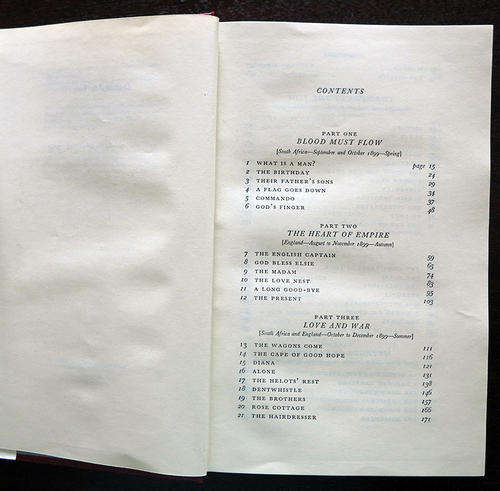 CONTENTS
PART ONE
BLOOD MUST FLOW
[South Africa—September and October 1899—Spring]
1 WHAT IS A MAN? page 15
2 THE BIRTHDAY 24
3 THEIR FATHER'S SONS 29
4 A FLAG GOES DOWN 34
5 COMMANDO 37
6 GOD'S FINGER 48
PART TWO
THE HEART OF EMPIRE
[England—August to November 1899—Autumn]
7 THE ENGLISH CAPTAIN 59
8 GOD BLESS ELSIE 65
9 THE MADAM 74
10 THE LOVE NEST 83
11 A LONG GOOD-BYE 95
12 THE PRESENT 103
PART THREE
LOVE AND WAR
[South Africa and England—October to December 1899—Summer]
13 THE WAGONS COME 111
14 THE CAPE OF GOOD HOPE 116
15 DIANA 121
16 ALONE 131
17 THE HELOTS' REST 138
18 DENTWHISTLE 146
19 THE BROTHERS 157
20 ROSE COTTAGE 166
21 THE HAIRDRESSER 171